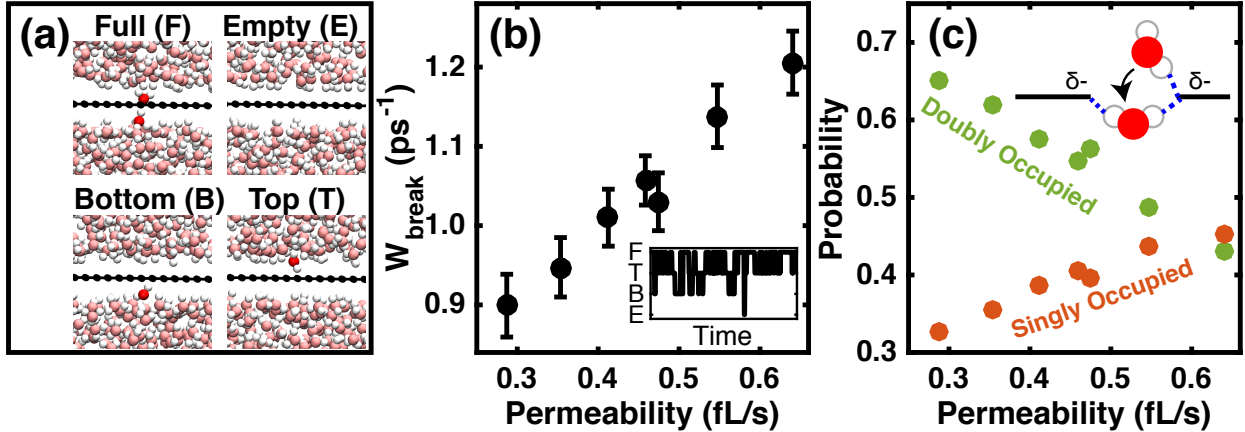 (a)
Full (F) Empty (E)
Bottom (B) Top (T)
(b)
W_break (ps⁻¹)
1.2
1.1
1.0
0.9
F
T
B
E
Time
0.3 0.4 0.5 0.6
Permeability (fL/s)
(c)
Probability
0.7
0.6
0.5
0.4
0.3
δ- δ-
Doubly Occupied
Singly Occupied
0.3 0.4 0.5 0.6
Permeability (fL/s)